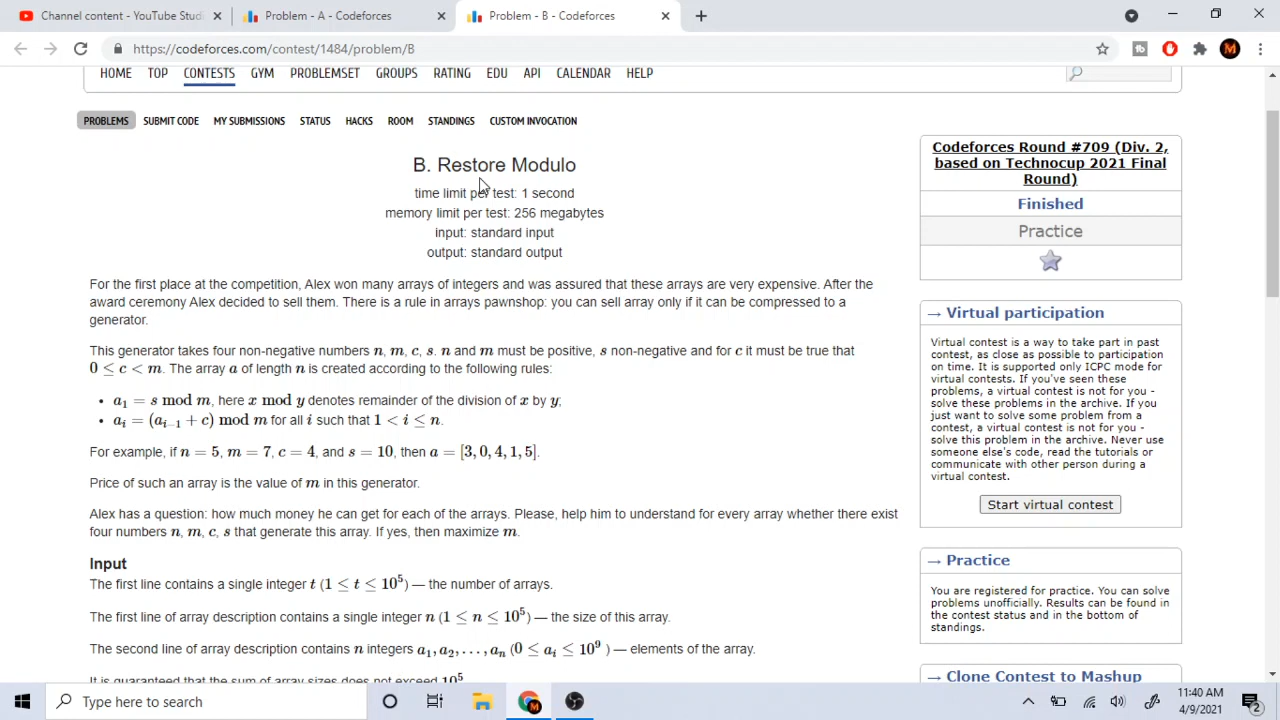 Channel content - YouTube Studi
Problem - A - Codeforces
Problem - B - Codeforces
https://codeforces.com/contest/1484/problem/B
HOME TOP CONTESTS GYM PROBLEMSET GROUPS RATING EDU API CALENDAR HELP
PROBLEMS SUBMIT CODE MY SUBMISSIONS STATUS HACKS ROOM STANDINGS CUSTOM INVOCATION
B. Restore Modulo
time limit per test: 1 second
memory limit per test: 256 megabytes
input: standard input
output: standard output
For the first place at the competition, Alex won many arrays of integers and was assured that these arrays are very expensive. After the
award ceremony Alex decided to sell them. There is a rule in arrays pawnshop: you can sell array only if it can be compressed to a
generator.
This generator takes four non-negative numbers n, m, c, s. n and m must be positive, s non-negative and for c it must be true that
0 ≤ c < m. The array a of length n is created according to the following rules:
• a₁ = s mod m, here x mod y denotes remainder of the division of x by y;
• aᵢ = (aᵢ₋₁ + c) mod m for all i such that 1 < i ≤ n.
For example, if n = 5, m = 7, c = 4, and s = 10, then a = [3, 0, 4, 1, 5].
Price of such an array is the value of m in this generator.
Alex has a question: how much money he can get for each of the arrays. Please, help him to understand for every array whether there exist
four numbers n, m, c, s that generate this array. If yes, then maximize m.
Input
The first line contains a single integer t (1 ≤ t ≤ 10⁵) — the number of arrays.
The first line of array description contains a single integer n (1 ≤ n ≤ 10⁵) — the size of this array.
The second line of array description contains n integers a₁, a₂, . . . , aₙ (0 ≤ aᵢ ≤ 10⁹ ) — elements of the array.
It is guaranteed that the sum of array sizes does not exceed 10⁵
Codeforces Round #709 (Div. 2,
based on Technocup 2021 Final
Round)
Finished
Practice
→ Virtual participation
Virtual contest is a way to take part in past
contest, as close as possible to participation
on time. It is supported only ICPC mode for
virtual contests. If you've seen these
problems, a virtual contest is not for you -
solve these problems in the archive. If you
just want to solve some problem from a
contest, a virtual contest is not for you -
solve this problem in the archive. Never use
someone else's code, read the tutorials or
communicate with other person during a
virtual contest.
Start virtual contest
→ Practice
You are registered for practice. You can solve
problems unofficially. Results can be found in
the contest status and in the bottom of
standings.
→ Clone Contest to Mashup
Type here to search
11:40 AM
4/9/2021
2